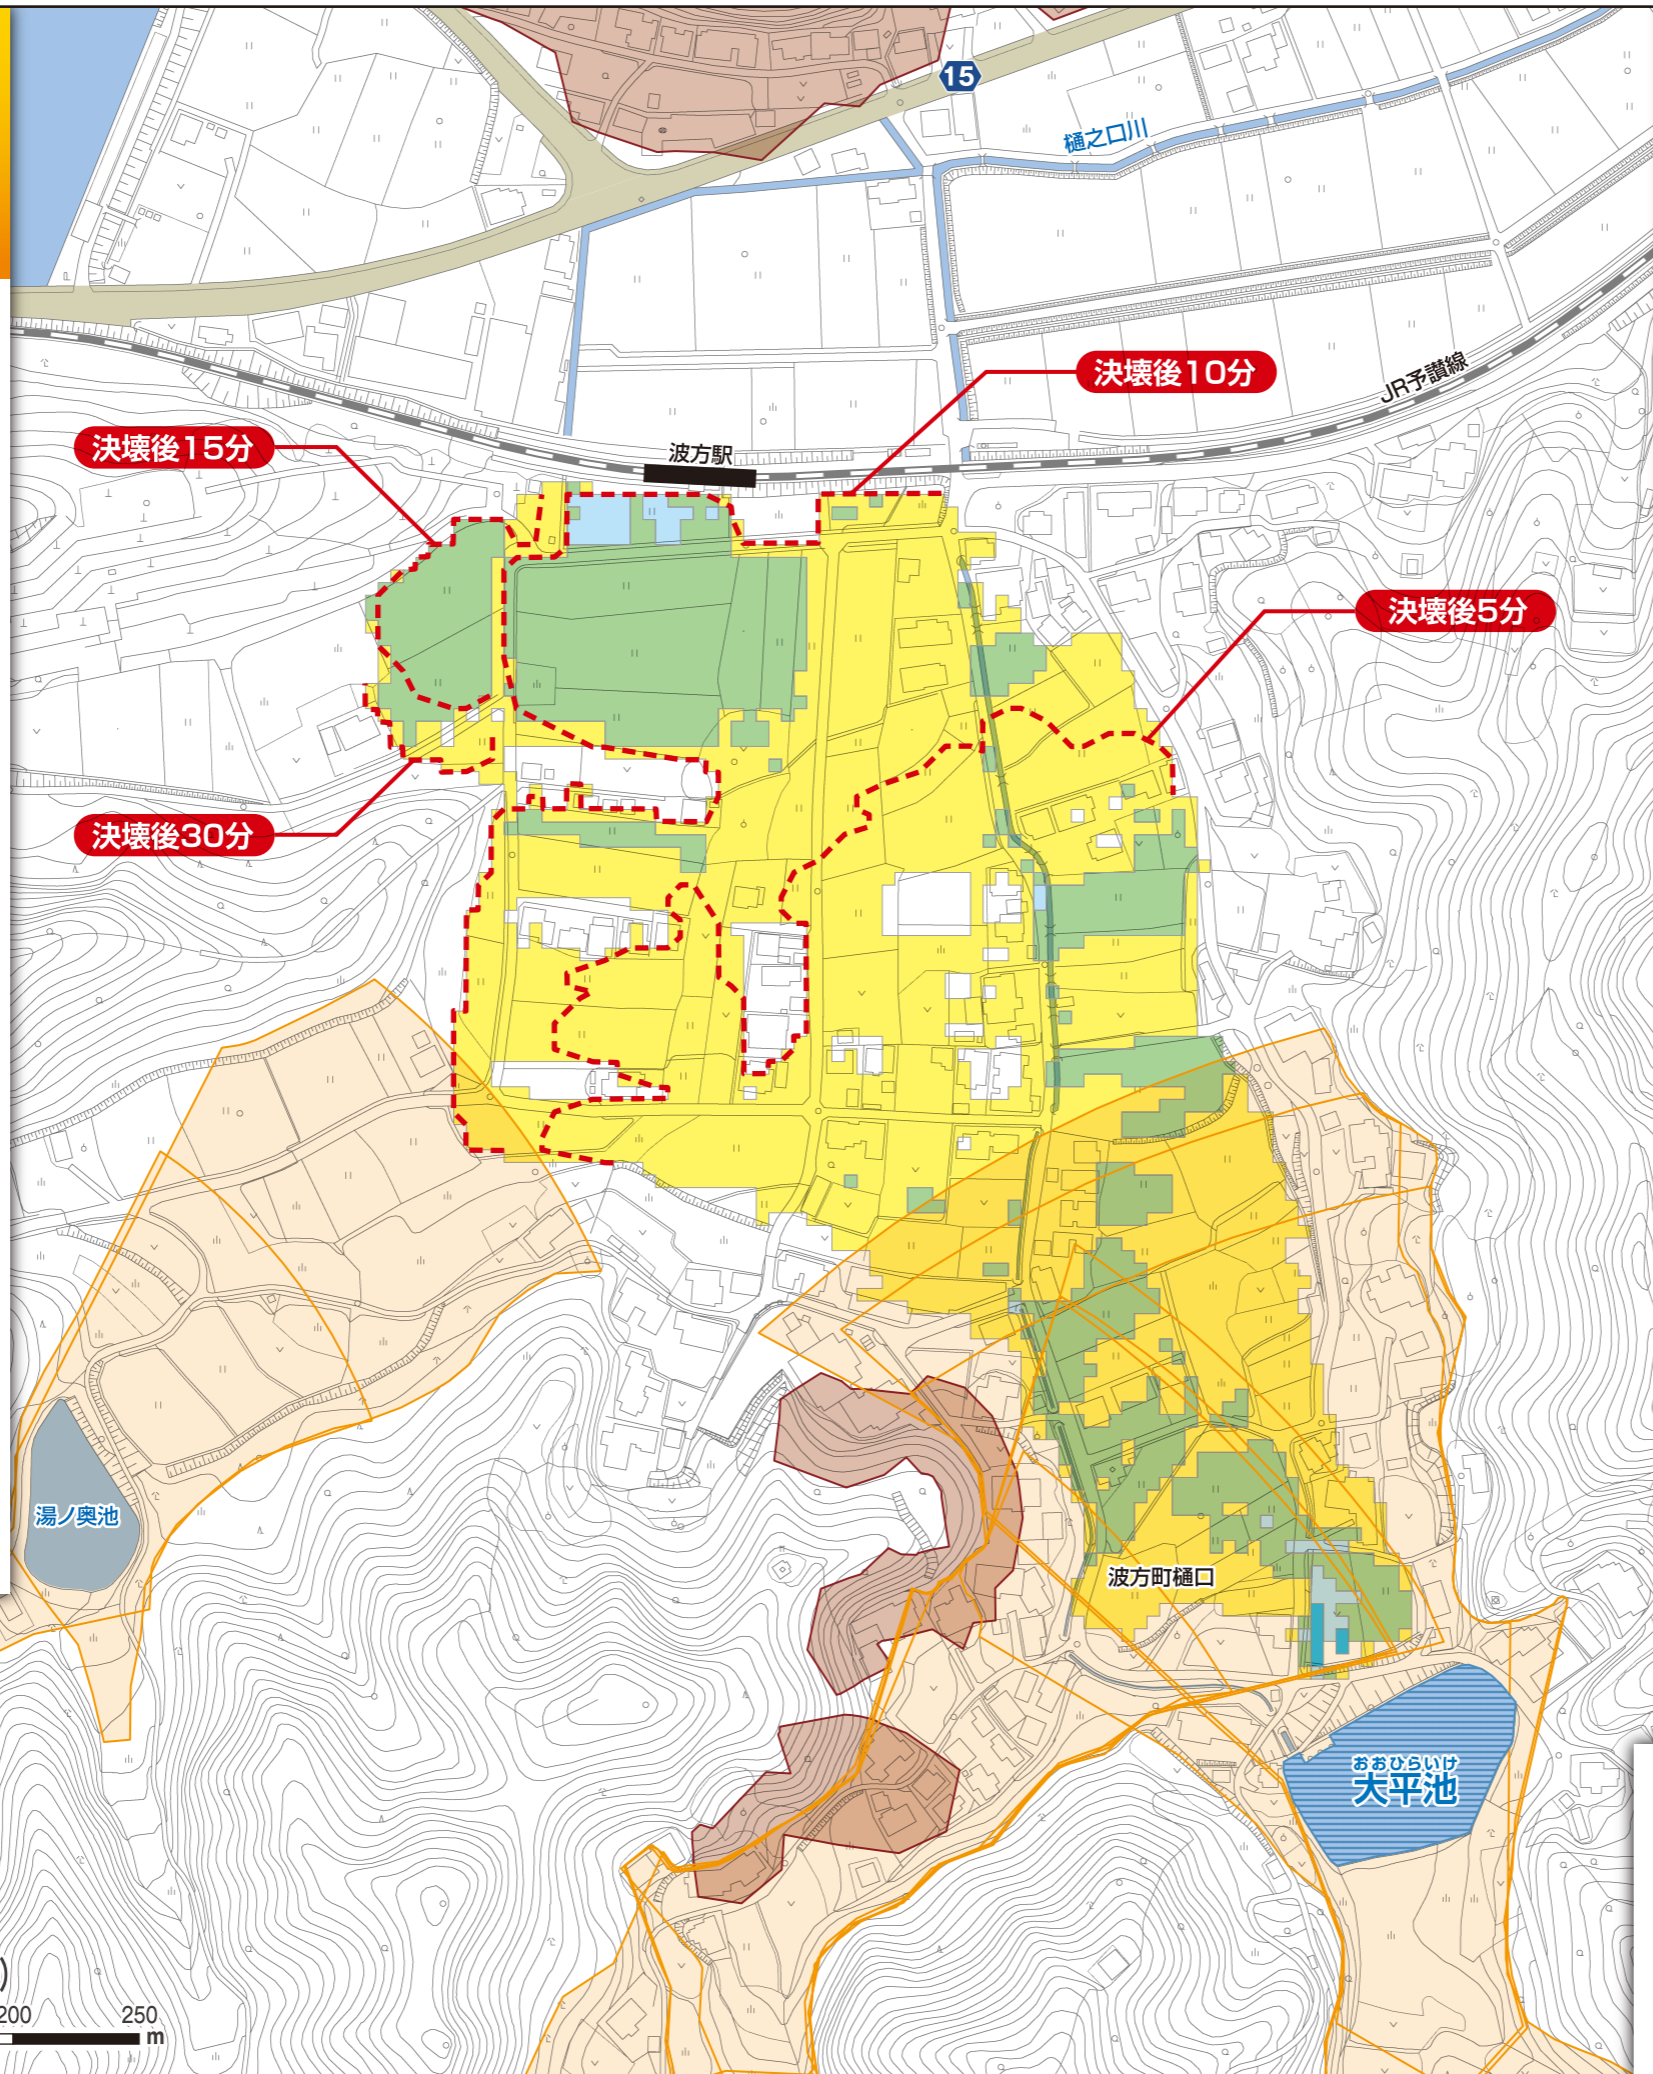 15
樋之口川
決壊後10分
JR予讃線
決壊後15分
波方駅
決壊後5分
決壊後30分
湯ノ奥池
波方町樋口
おおひらいけ
大平池
)
200
250
m